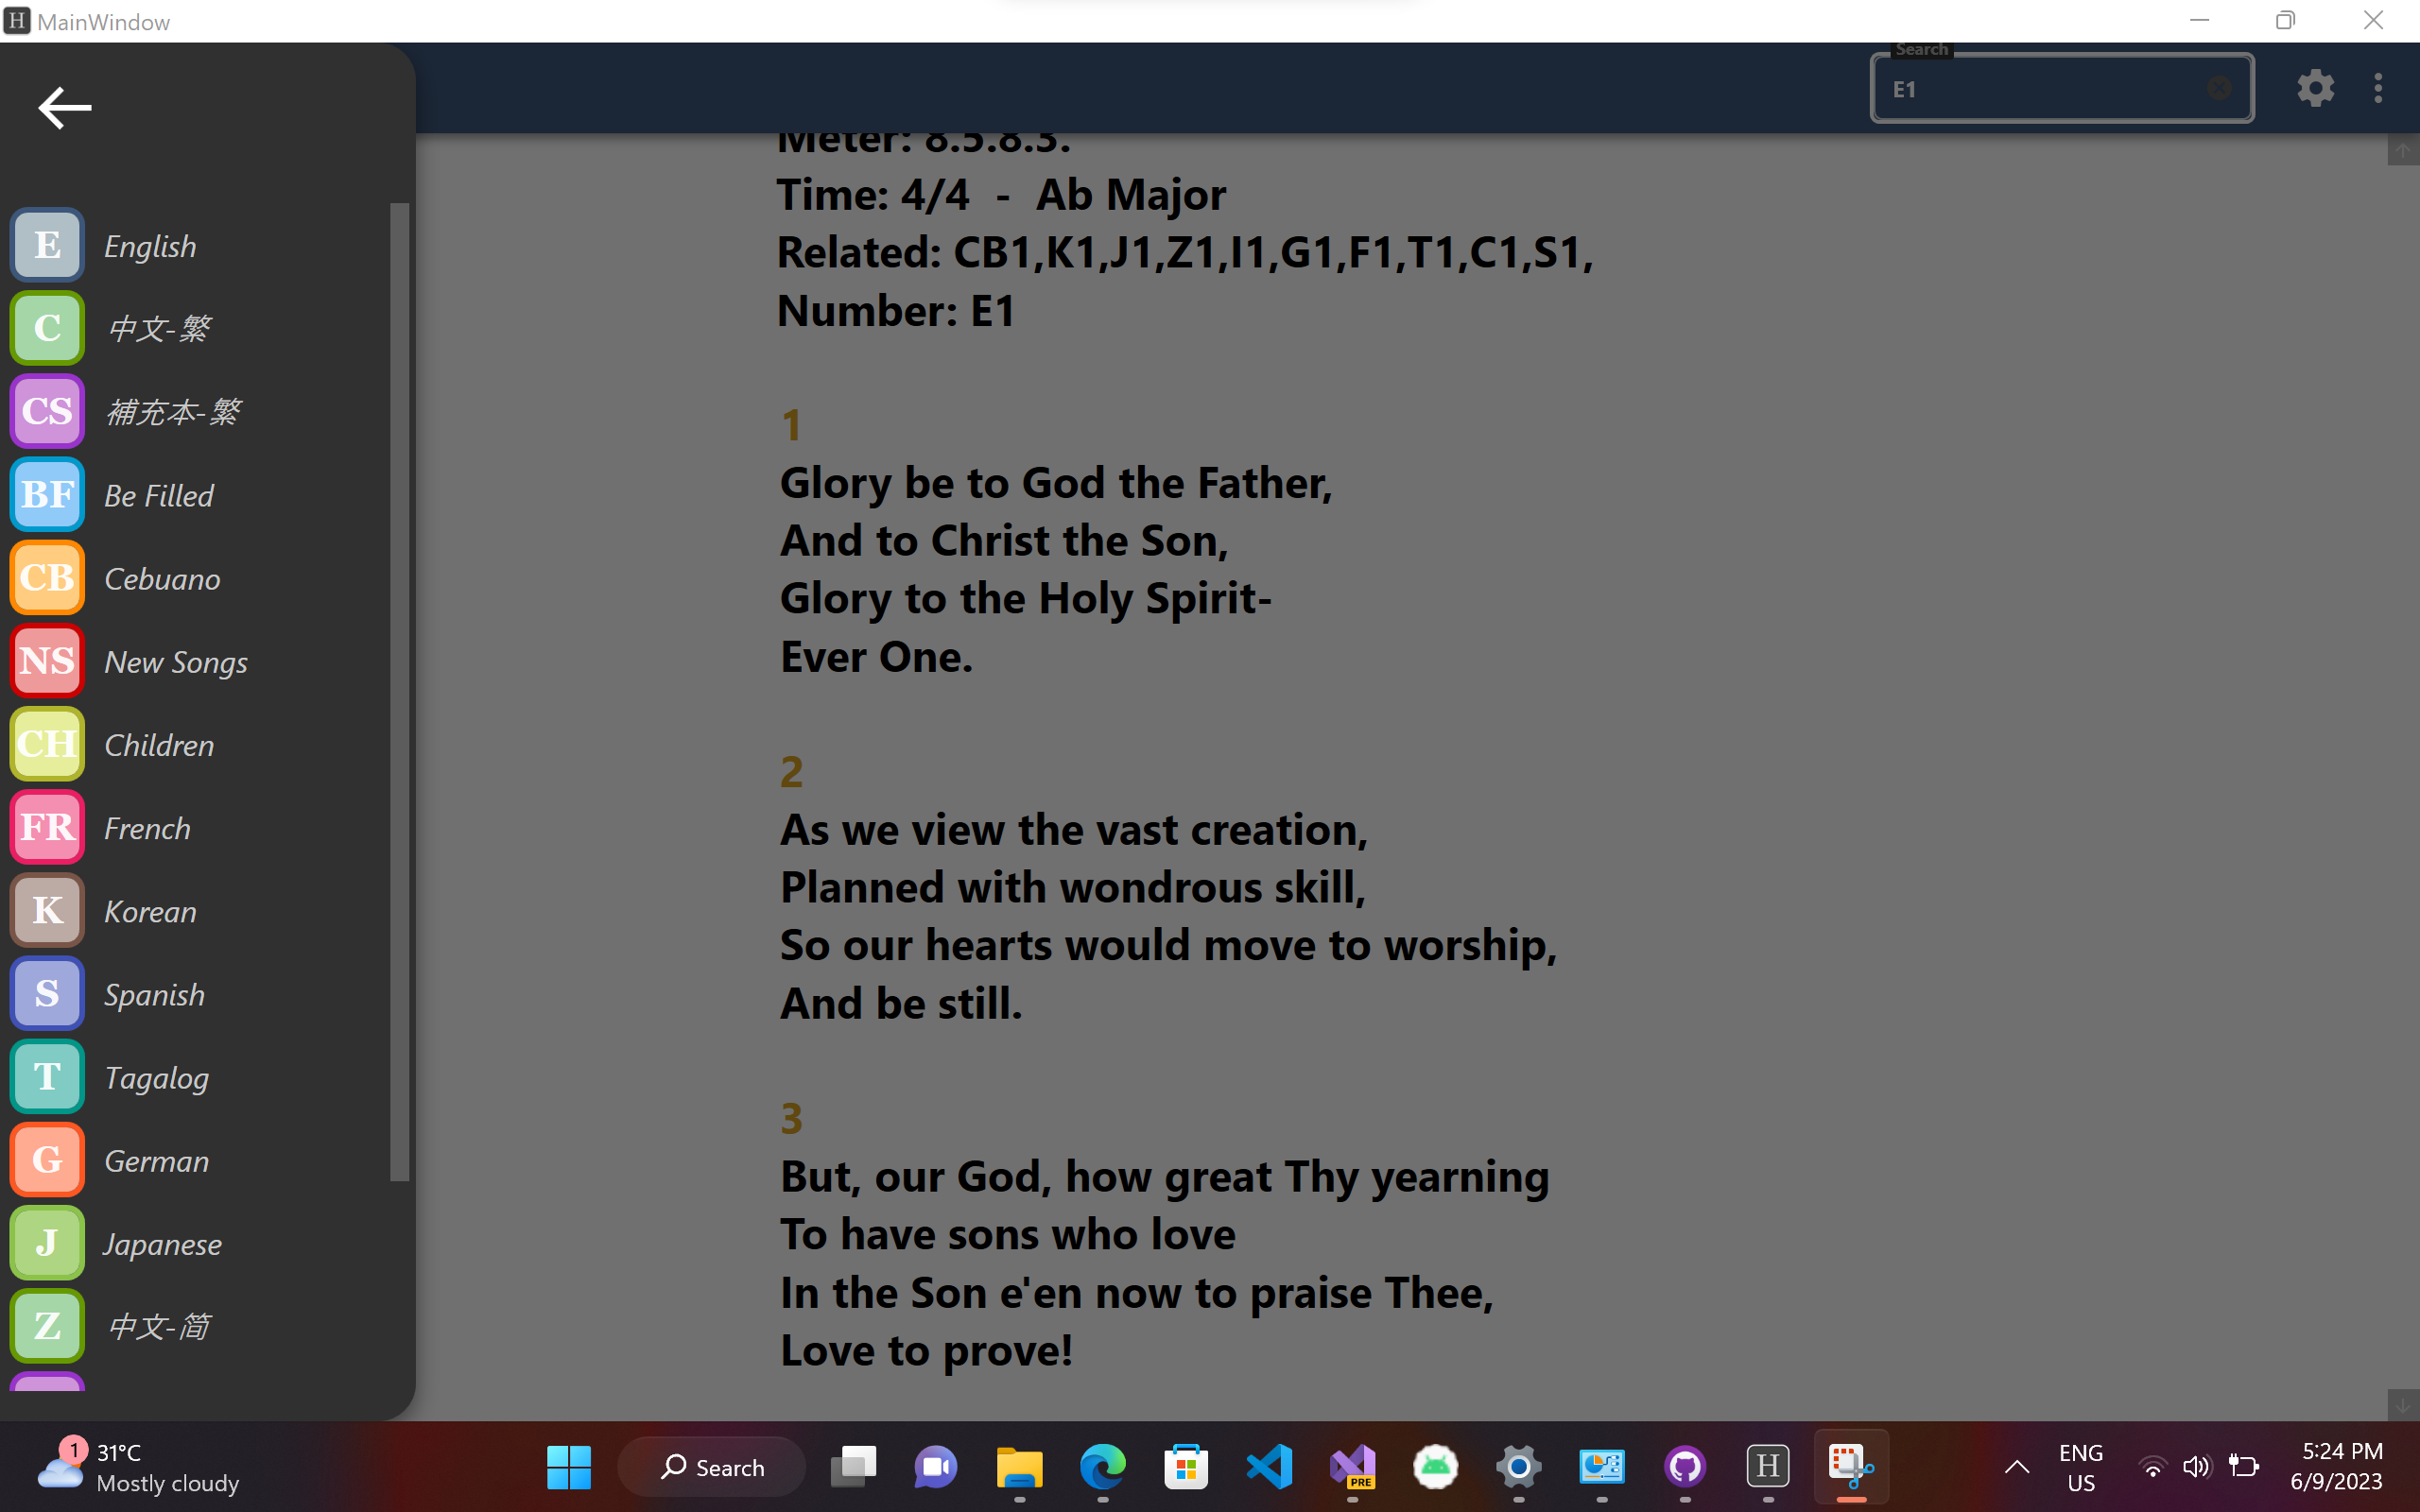 H MainWindow
Search
E1
E English
C 中文-繁
CS 補充本-繁
BF Be Filled
CB Cebuano
NS New Songs
CH Children
FR French
K Korean
S Spanish
T Tagalog
G German
J Japanese
Z 中文-简
Meter: 8.5.8.3.
Time: 4/4 - Ab Major
Related: CB1,K1,J1,Z1,I1,G1,F1,T1,C1,S1,
Number: E1
1
Glory be to God the Father,
And to Christ the Son,
Glory to the Holy Spirit-
Ever One.
2
As we view the vast creation,
Planned with wondrous skill,
So our hearts would move to worship,
And be still.
3
But, our God, how great Thy yearning
To have sons who love
In the Son e'en now to praise Thee,
Love to prove!
1
31°C
Mostly cloudy
Search
PRE
H
ENG
US
5:24 PM
6/9/2023